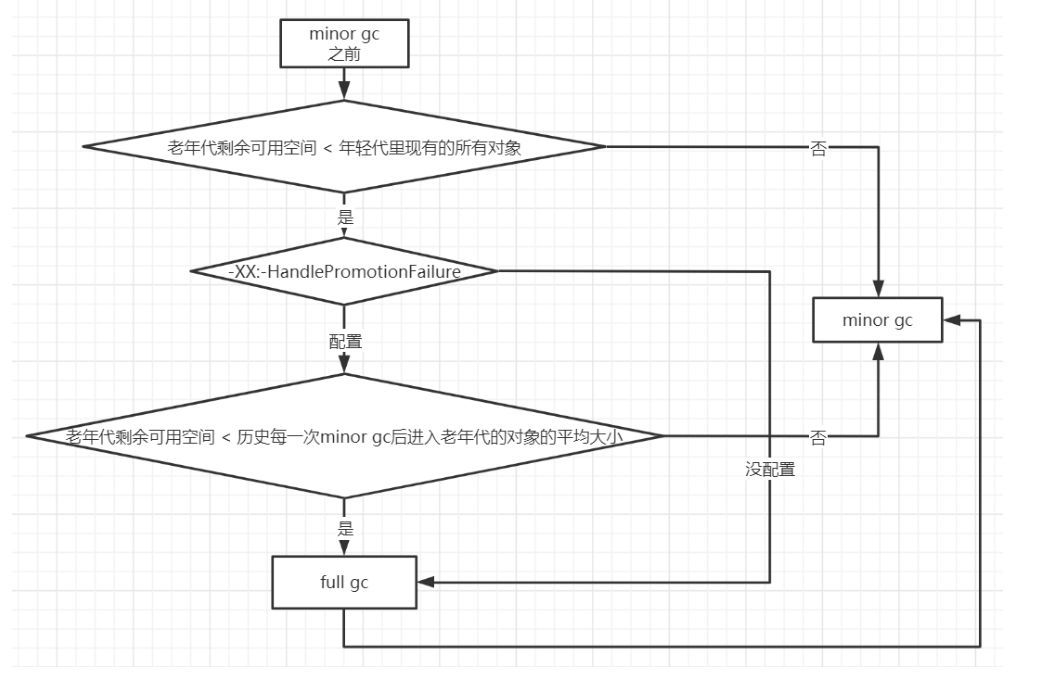 minor gc
之前
老年代剩余可用空间 < 年轻代里现有的所有对象
否
是
-XX:-HandlePromotionFailure
minor gc
配置
老年代剩余可用空间 < 历史每一次minor gc后进入老年代的对象的平均大小
否
没配置
是
full gc